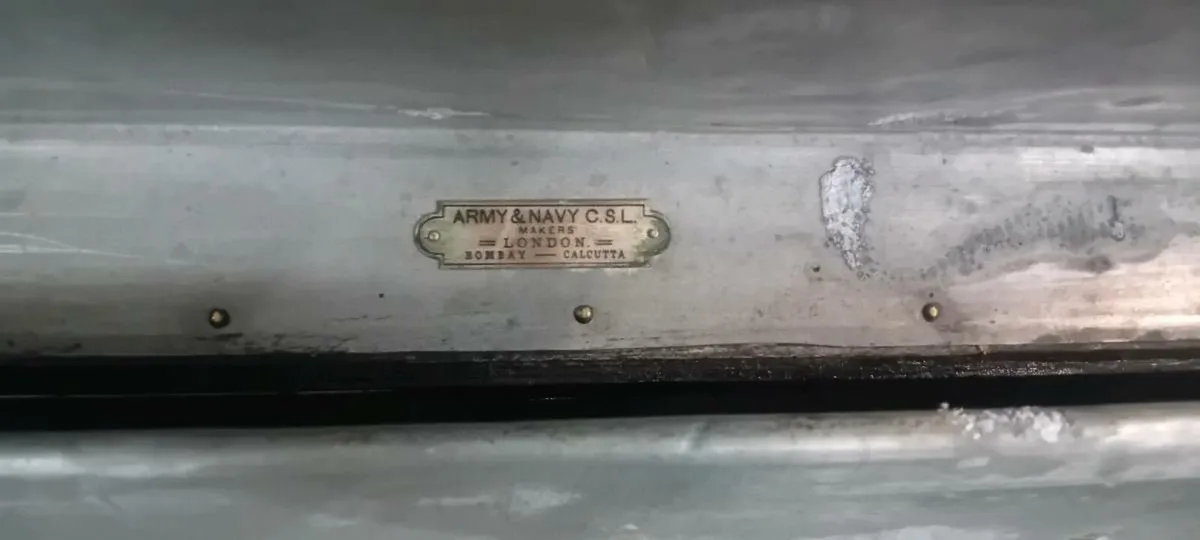 ARMY & NAVY C.S.L.
MAKERS
= LONDON. =
BOMBAY — CALCUTTA